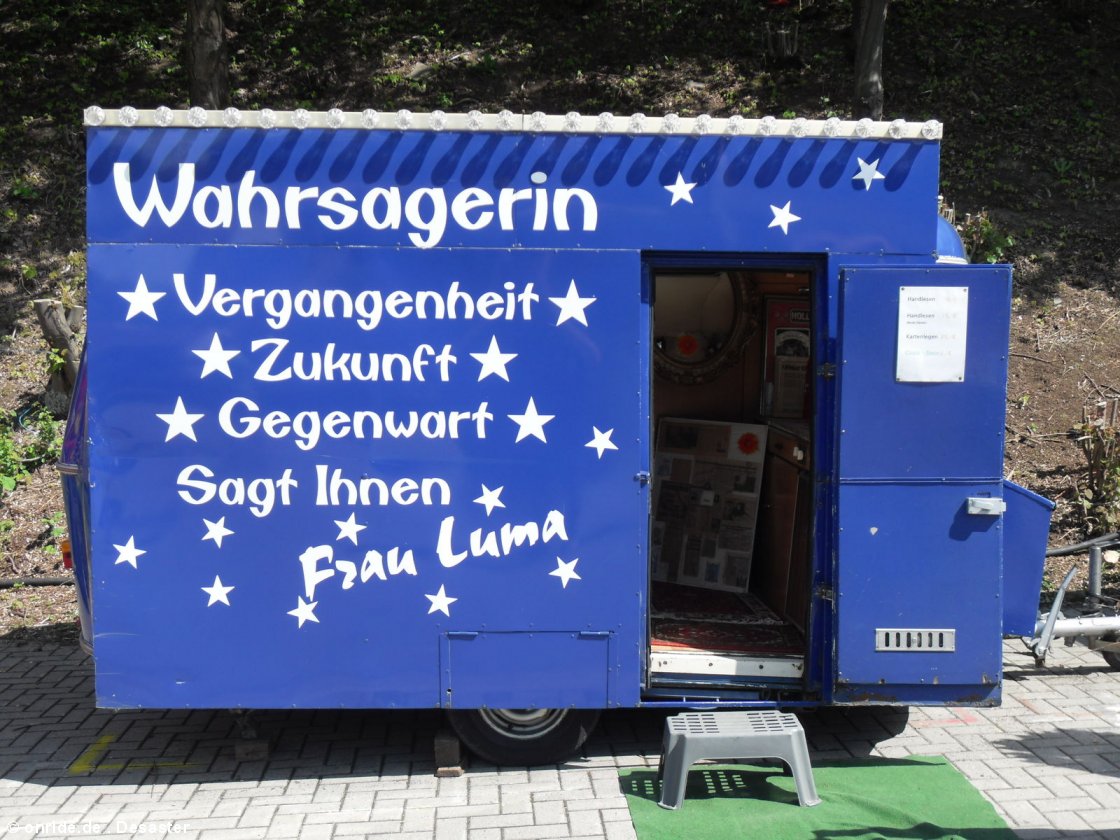 Wahrsagerin
Vergangenheit
Zukunft
Gegenwart
Sagt Ihnen
Frau Luma
Handlesen
Handlesen
Kartenlegen
© onride.de - Desaster